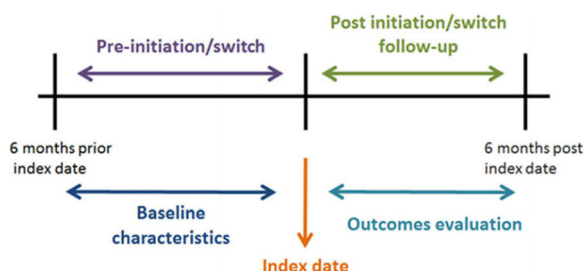 Pre-initiation/switch
Post initiation/switch
follow-up
6 months prior
index date
6 months post
index date
Baseline
characteristics
Outcomes evaluation
Index date